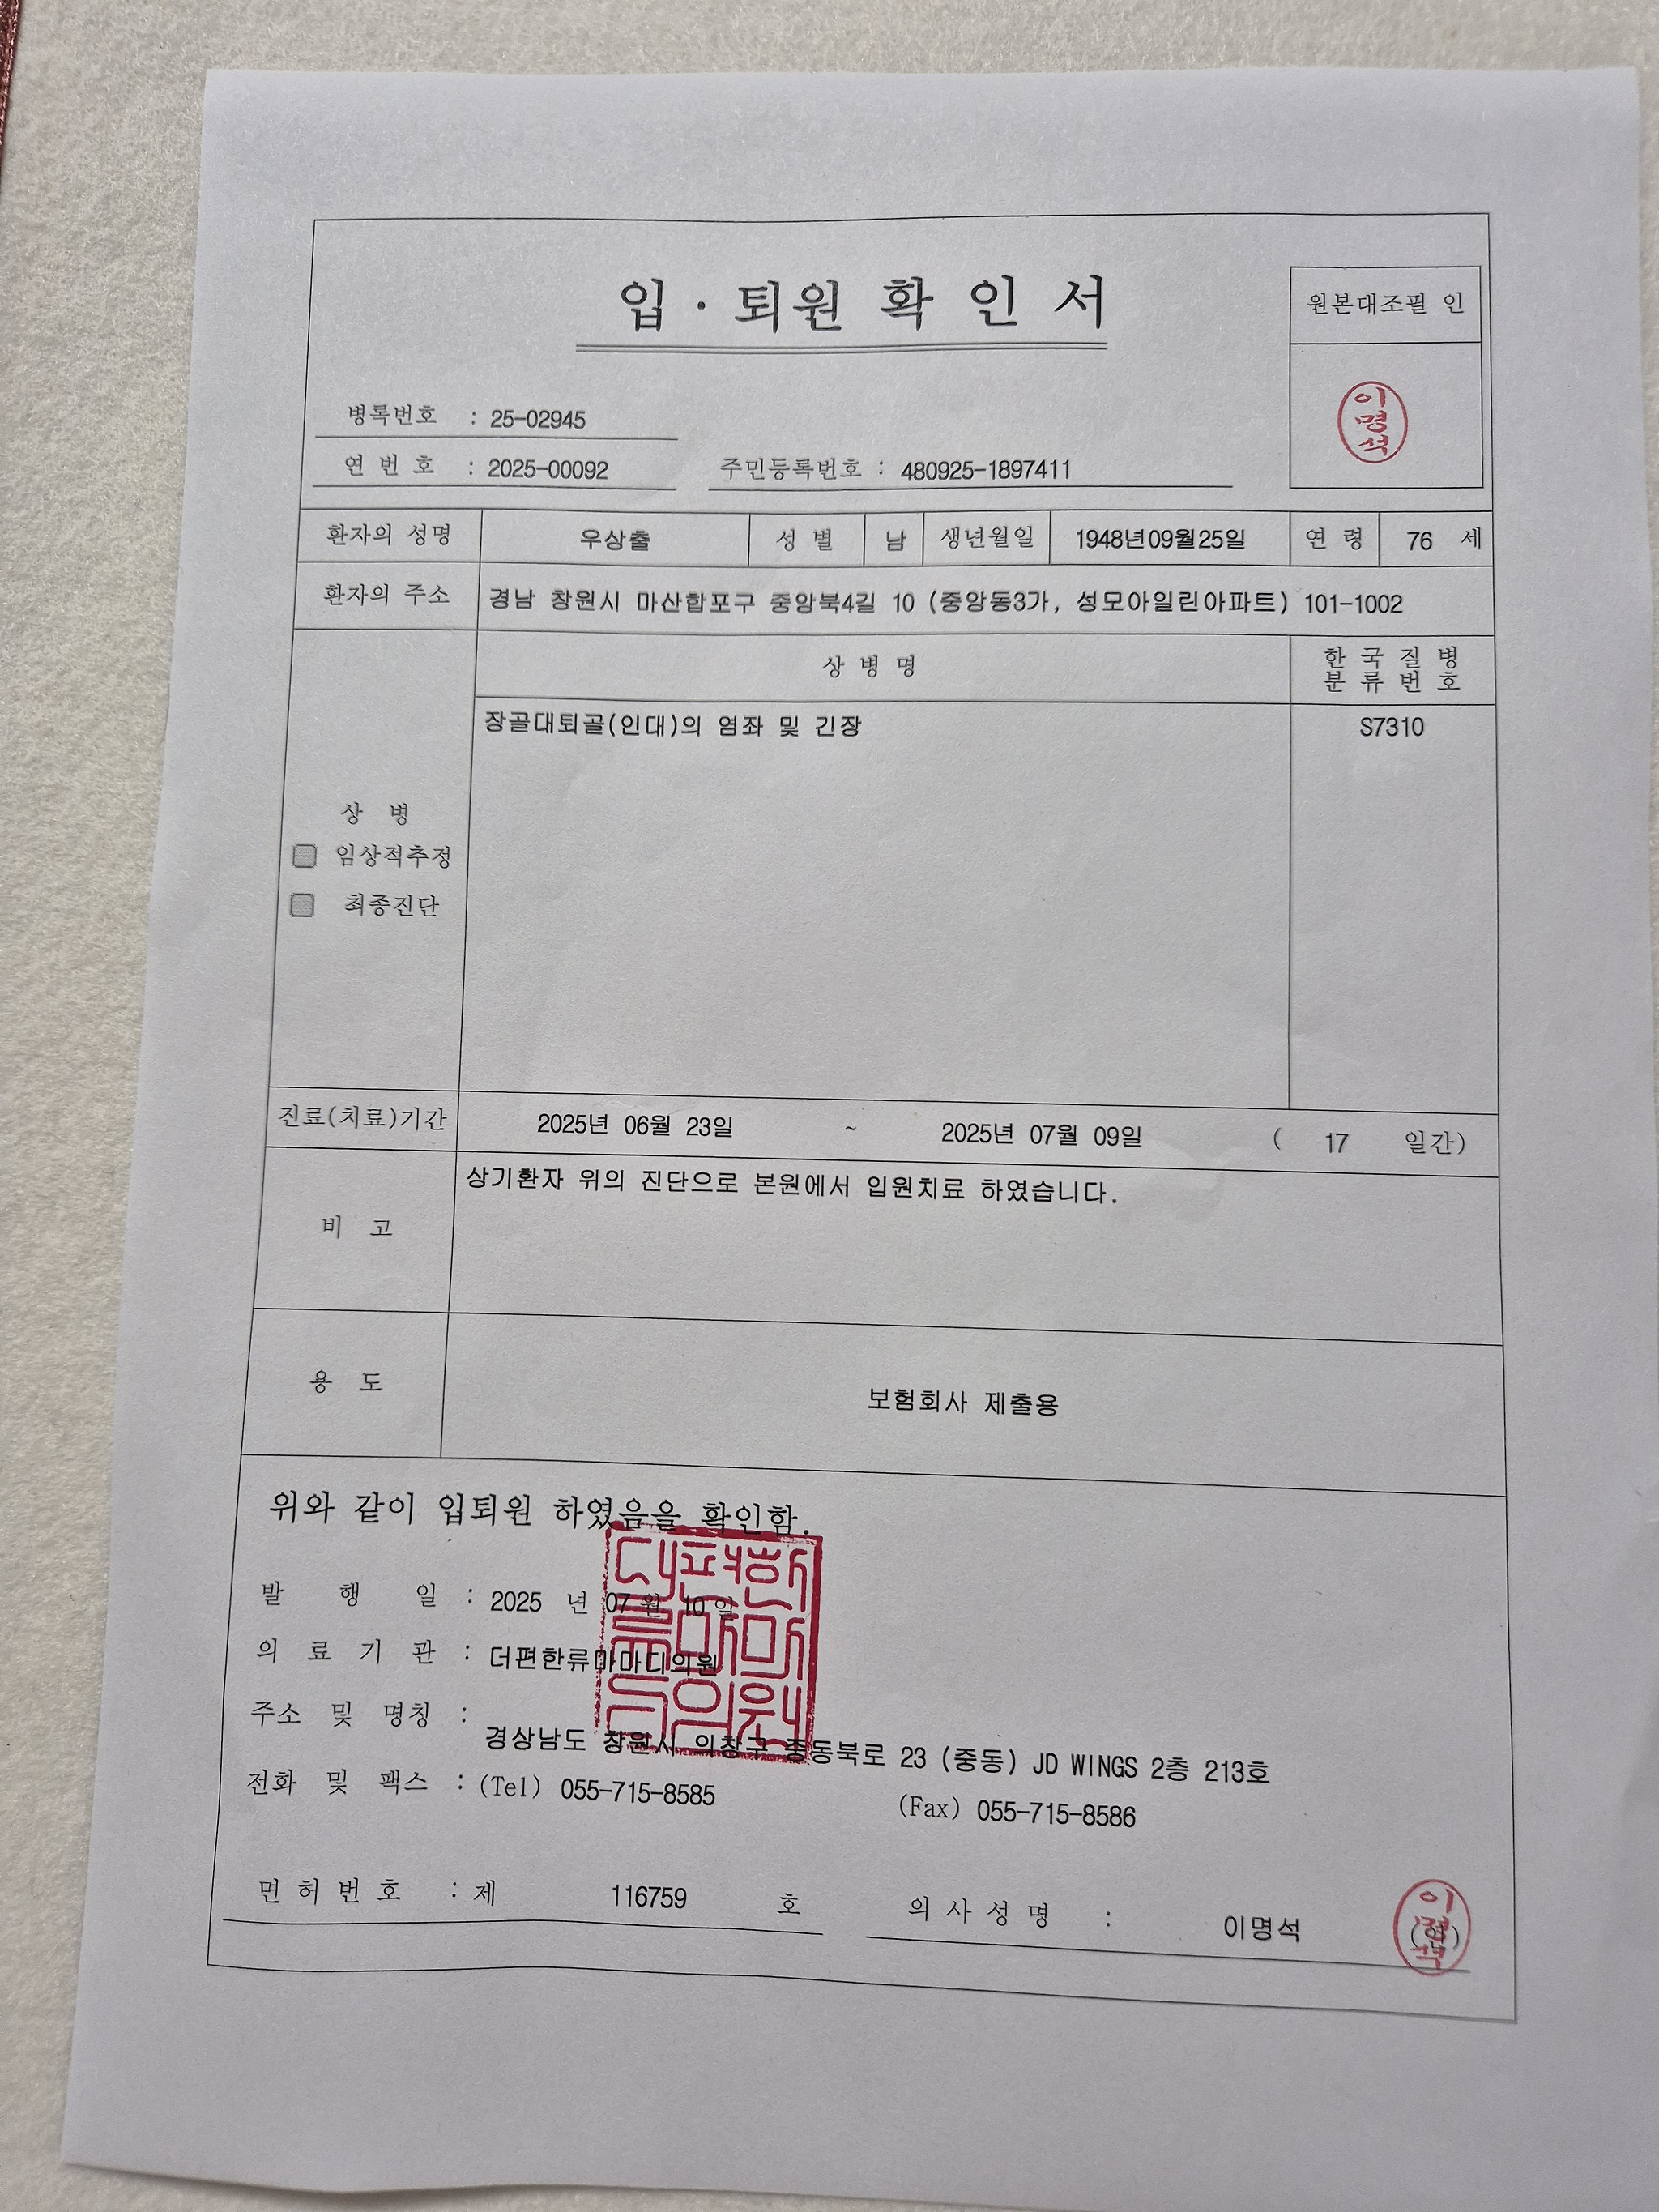 입 · 퇴원 확 인 서
원본대조필 인
이명석
병록번호 : 25-02945
연 번 호 : 2025-00092 주민등록번호 : 480925-1897411
환자의 성명 우상출 성 별 남 생년월일 1948년09월25일 연 령 76 세
환자의 주소 경남 창원시 마산합포구 중앙북4길 10 (중앙동3가, 성모아일린아파트) 101-1002
상 병 명 한 국 질 병
분 류 번 호
장골대퇴골(인대)의 염좌 및 긴장 S7310
상 병
임상적추정
최종진단
진료(치료)기간 2025년 06월 23일 ~ 2025년 07월 09일 ( 17 일간)
비 고 상기환자 위의 진단으로 본원에서 입원치료 하였습니다.
용 도 보험회사 제출용
위와 같이 입퇴원 하였음을 확인함.
발 행 일 : 2025 년 07 월 10 일
의 료 기 관 : 더편한류마마디의원
주소 및 명칭 :
경상남도 창원시 의창구 중동북로 23 (중동) JD WINGS 2층 213호
전화 및 팩스 : (Tel) 055-715-8585 (Fax) 055-715-8586
면 허 번 호 : 제 116759 호 의 사 성 명 : 이명석 이명석